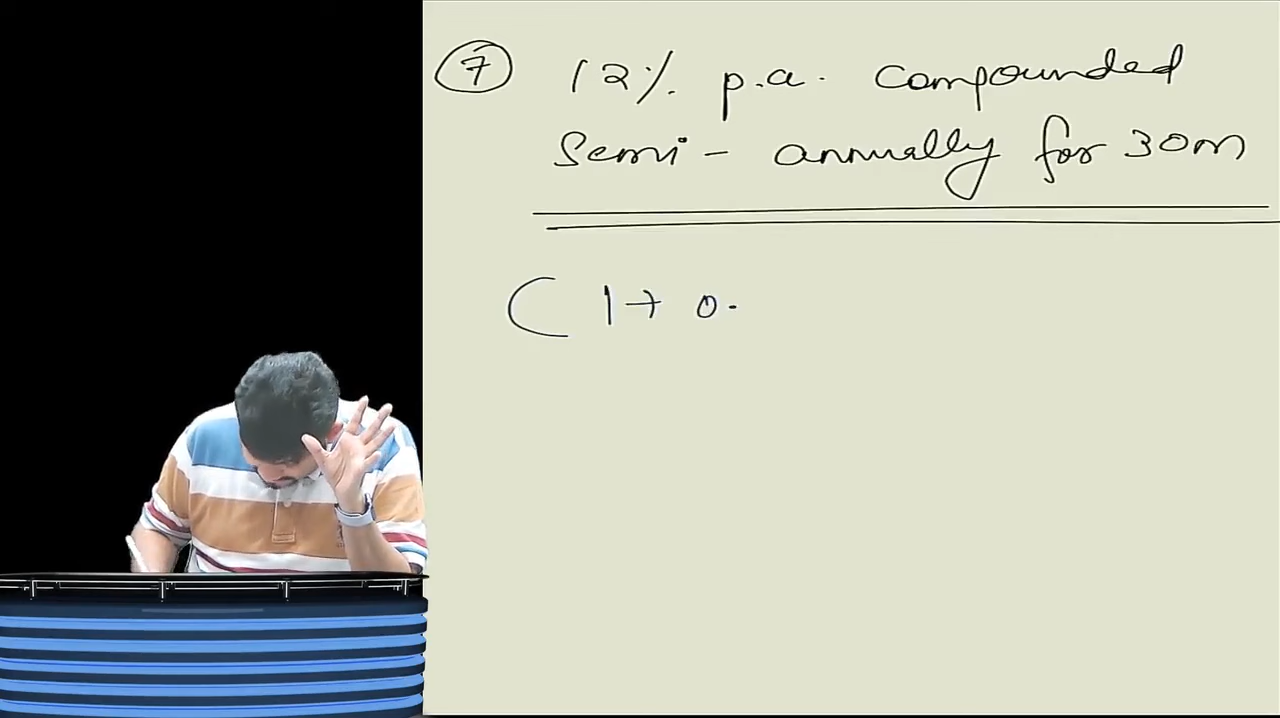 7 12% p.a. compounded
semi - annually for 30m
( 1 + 0.